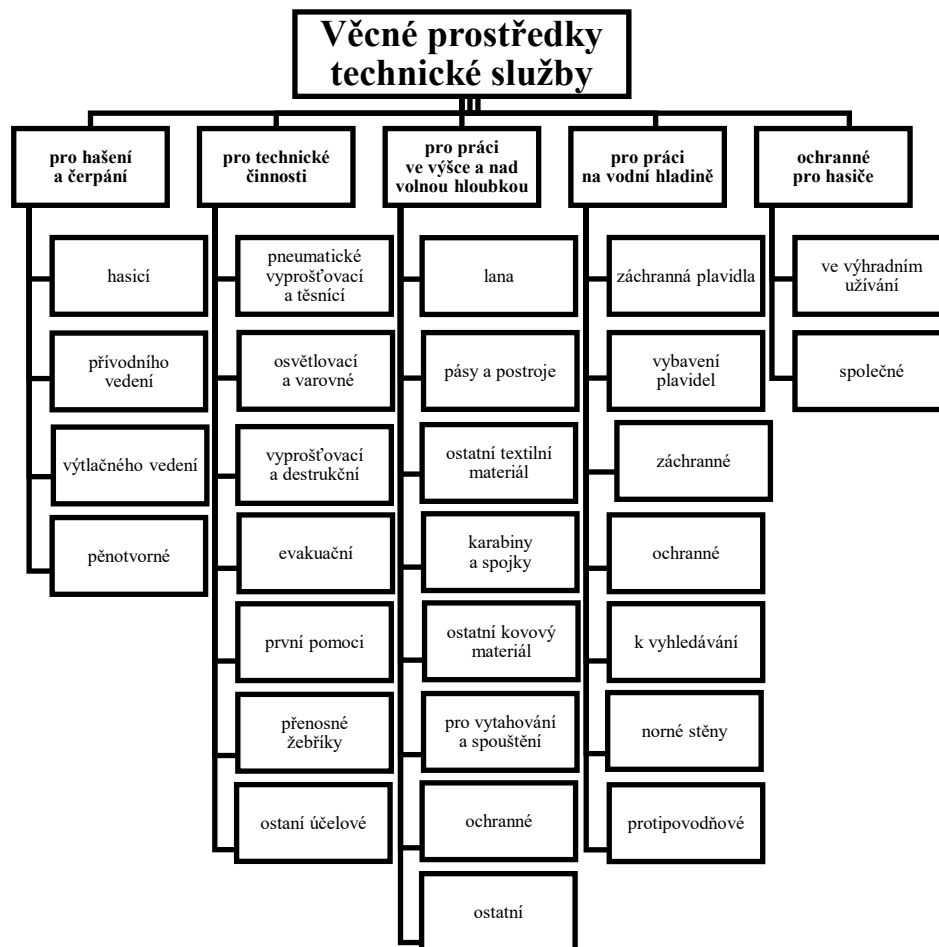 Věcné prostředky
technické služby
pro hašení
a čerpání
hasicí
přívodního
vedení
výtlačného vedení
pěnotvorné
pro technické
činnosti
pneumatické
vyprošťovací
a těsnící
osvětlovací
a varovné
vyprošťovací
a destrukční
evakuační
první pomoci
přenosné
žebříky
ostaní účelové
pro práci
ve výšce a nad
volnou hloubkou
lana
pásy a postroje
ostatní textilní
materiál
karabiny
a spojky
ostatní kovový
materiál
pro vytahování
a spouštění
ochranné
ostatní
pro práci
na vodní hladině
záchranná plavidla
vybavení
plavidel
záchranné
ochranné
k vyhledávání
norné stěny
protipovodňové
ochranné
pro hasiče
ve výhradním
užívání
společné